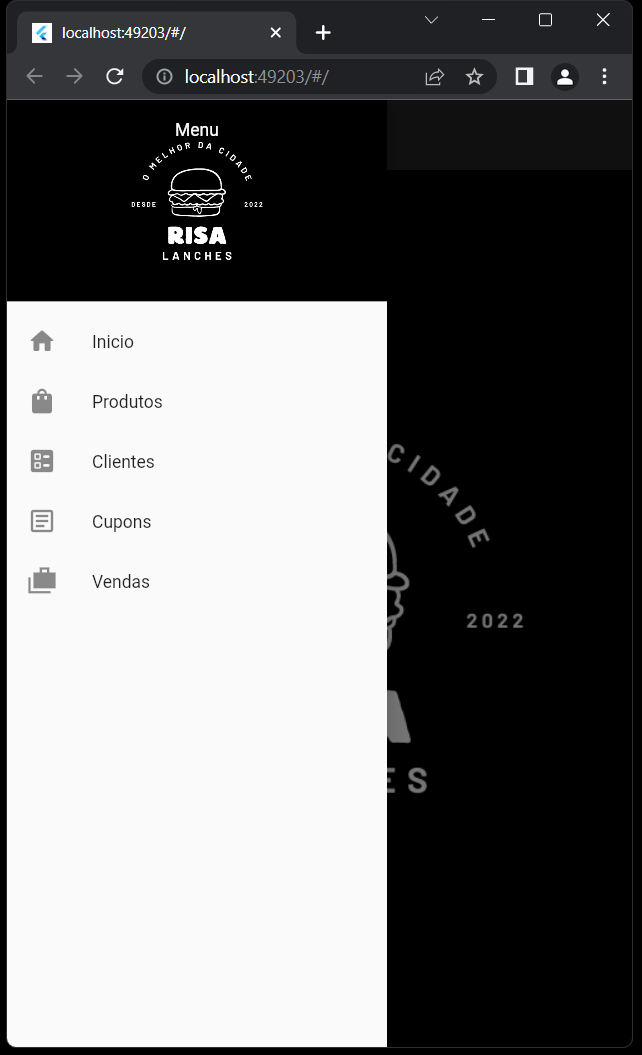 localhost:49203/#/
localhost:49203/#/
Menu
O MELHOR DA CIDADE
DESDE
2022
RISA
LANCHES
Inicio
Produtos
Clientes
Cupons
Vendas
CIDADE
2022
A
ES